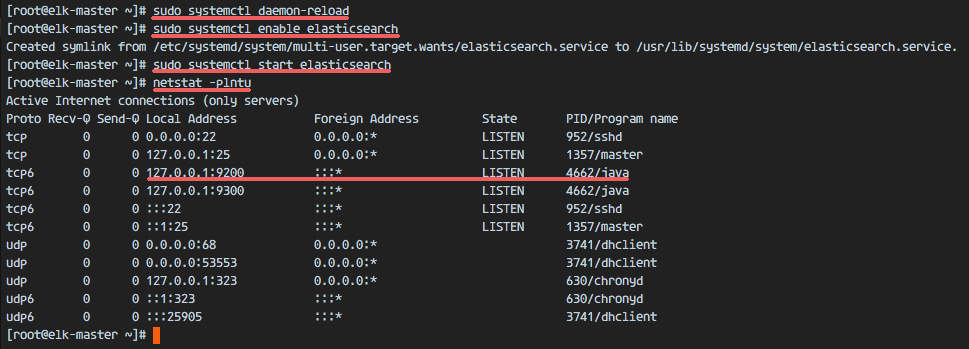 [root@elk-master ~]# sudo systemctl daemon-reload
[root@elk-master ~]# sudo systemctl enable elasticsearch
Created symlink from /etc/systemd/system/multi-user.target.wants/elasticsearch.service to /usr/lib/systemd/system/elasticsearch.service.
[root@elk-master ~]# sudo systemctl start elasticsearch
[root@elk-master ~]# netstat -plntu
Active Internet connections (only servers)
Proto Recv-Q Send-Q Local Address           Foreign Address         State       PID/Program name
tcp        0      0 0.0.0.0:22              0.0.0.0:*               LISTEN      952/sshd
tcp        0      0 127.0.0.1:25            0.0.0.0:*               LISTEN      1357/master
tcp6       0      0 127.0.0.1:9200          :::*                    LISTEN      4662/java
tcp6       0      0 127.0.0.1:9300          :::*                    LISTEN      4662/java
tcp6       0      0 :::22                   :::*                    LISTEN      952/sshd
tcp6       0      0 ::1:25                  :::*                    LISTEN      1357/master
udp        0      0 0.0.0.0:68              0.0.0.0:*                           3741/dhclient
udp        0      0 0.0.0.0:53553           0.0.0.0:*                           3741/dhclient
udp        0      0 127.0.0.1:323           0.0.0.0:*                           630/chronyd
udp6       0      0 ::1:323                 :::*                                630/chronyd
udp6       0      0 :::25905                :::*                                3741/dhclient
[root@elk-master ~]#